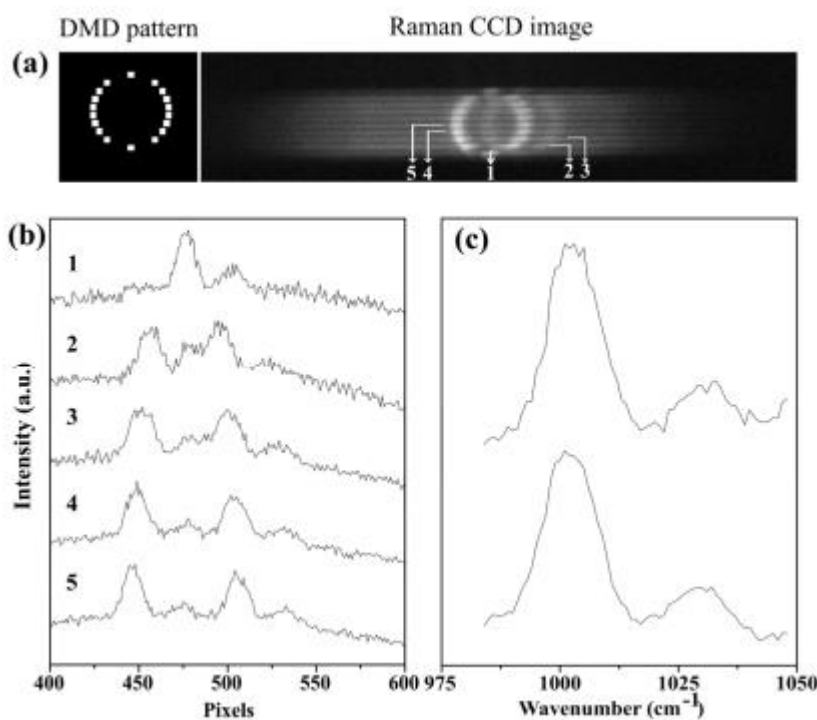 DMD pattern Raman CCD image
(a)
5 4 1 2 3
(b) (c)
1
2
3
4
5
Intensity (a.u.)
400 450 500 550 600 975 1000 1025 1050
Pixels Wavenumber (cm⁻¹)